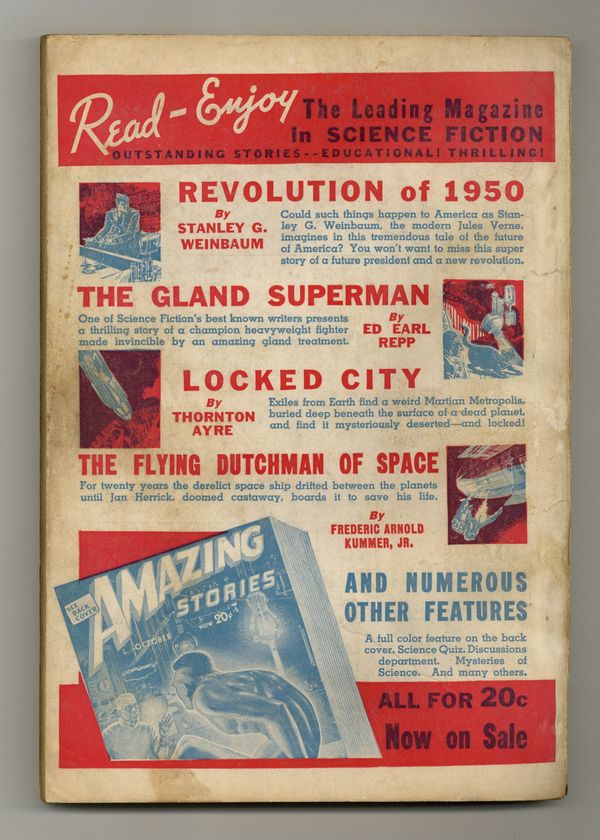 Read - Enjoy
The Leading Magazine
in SCIENCE FICTION
OUTSTANDING STORIES--EDUCATIONAL! THRILLING!
REVOLUTION of 1950
By
STANLEY G.
WEINBAUM
Could such things happen to America as Stan-
ley G. Weinbaum, the modern Jules Verne,
imagines in this tremendous tale of the future
of America? You won't want to miss this super
story of a future president and a new revolution.
THE GLAND SUPERMAN
One of Science Fiction's best known writers presents
a thrilling story of a champion heavyweight fighter
made invincible by an amazing gland treatment.
By
ED EARL
REPP
LOCKED CITY
By
THORNTON
AYRE
Exiles from Earth find a weird Martian Metropolis,
buried deep beneath the surface of a dead planet,
and find it mysteriously deserted—and locked!
THE FLYING DUTCHMAN OF SPACE
For twenty years the derelict space ship drifted between the planets
until Jan Herrick, doomed castaway, boards it to save his life.
By
FREDERIC ARNOLD
KUMMER, JR.
SEE
BACK
COVER
AMAZING
STORIES
OCTOBER
NOW 20¢
AND NUMEROUS
OTHER FEATURES
A full color feature on the back
cover. Science Quiz. Discussions
department. Mysteries of
Science. And many others.
ALL FOR 20c
Now on Sale